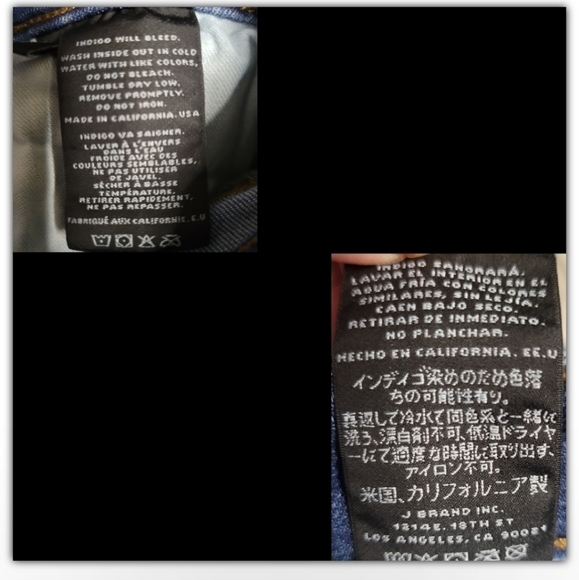 INDIGO WILL BLEED.
WASH INSIDE OUT IN COLD
WATER WITH LIKE COLORS,
DO NOT BLEACH.
TUMBLE DRY LOW.
REMOVE PROMPTLY.
DO NOT IRON.
MADE IN CALIFORNIA. USA
INDIGO VA SAIGNER.
LAVER À L'ENVERS
DANS L'EAU
FROIDE AVEC DES
COULEURS SEMBLABLES,
NE PAS UTILISER
DE JAVEL.
SÈCHER À BASSE
TEMPÉRATURE.
RETIRER RAPIDEMENT.
NE PAS REPASSER.
FABRIQUÉ AUX CALIFORNIE. E.U
INDIGO SANGRARÁ.
LAVAR EL INTERIOR EN EL
AGUA FRÍA CON COLORES
SIMILARES, SIN LEJÍA.
CAEN BAJO SECO.
RETIRAR DE INMEDIATO.
NO PLANCHAR.
HECHO EN CALIFORNIA. EE.U
インディゴ染めのため色落
ちの可能性有り。
裏返して冷水で同色系と一緒に
洗う、漂白剤不可、低温ドライヤ
ーにて適度な時間に取り出す、
アイロン不可。
米国、カリフォルニア製
J BRAND INC.
1214 E. 18TH ST
LOS ANGELES, CA 90021